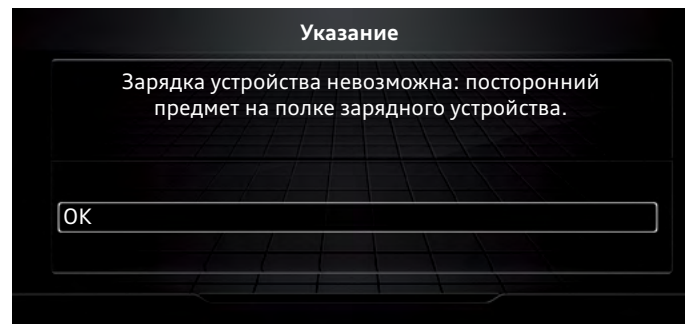 Указание
Зарядка устройства невозможна: посторонний
предмет на полке зарядного устройства.
OK